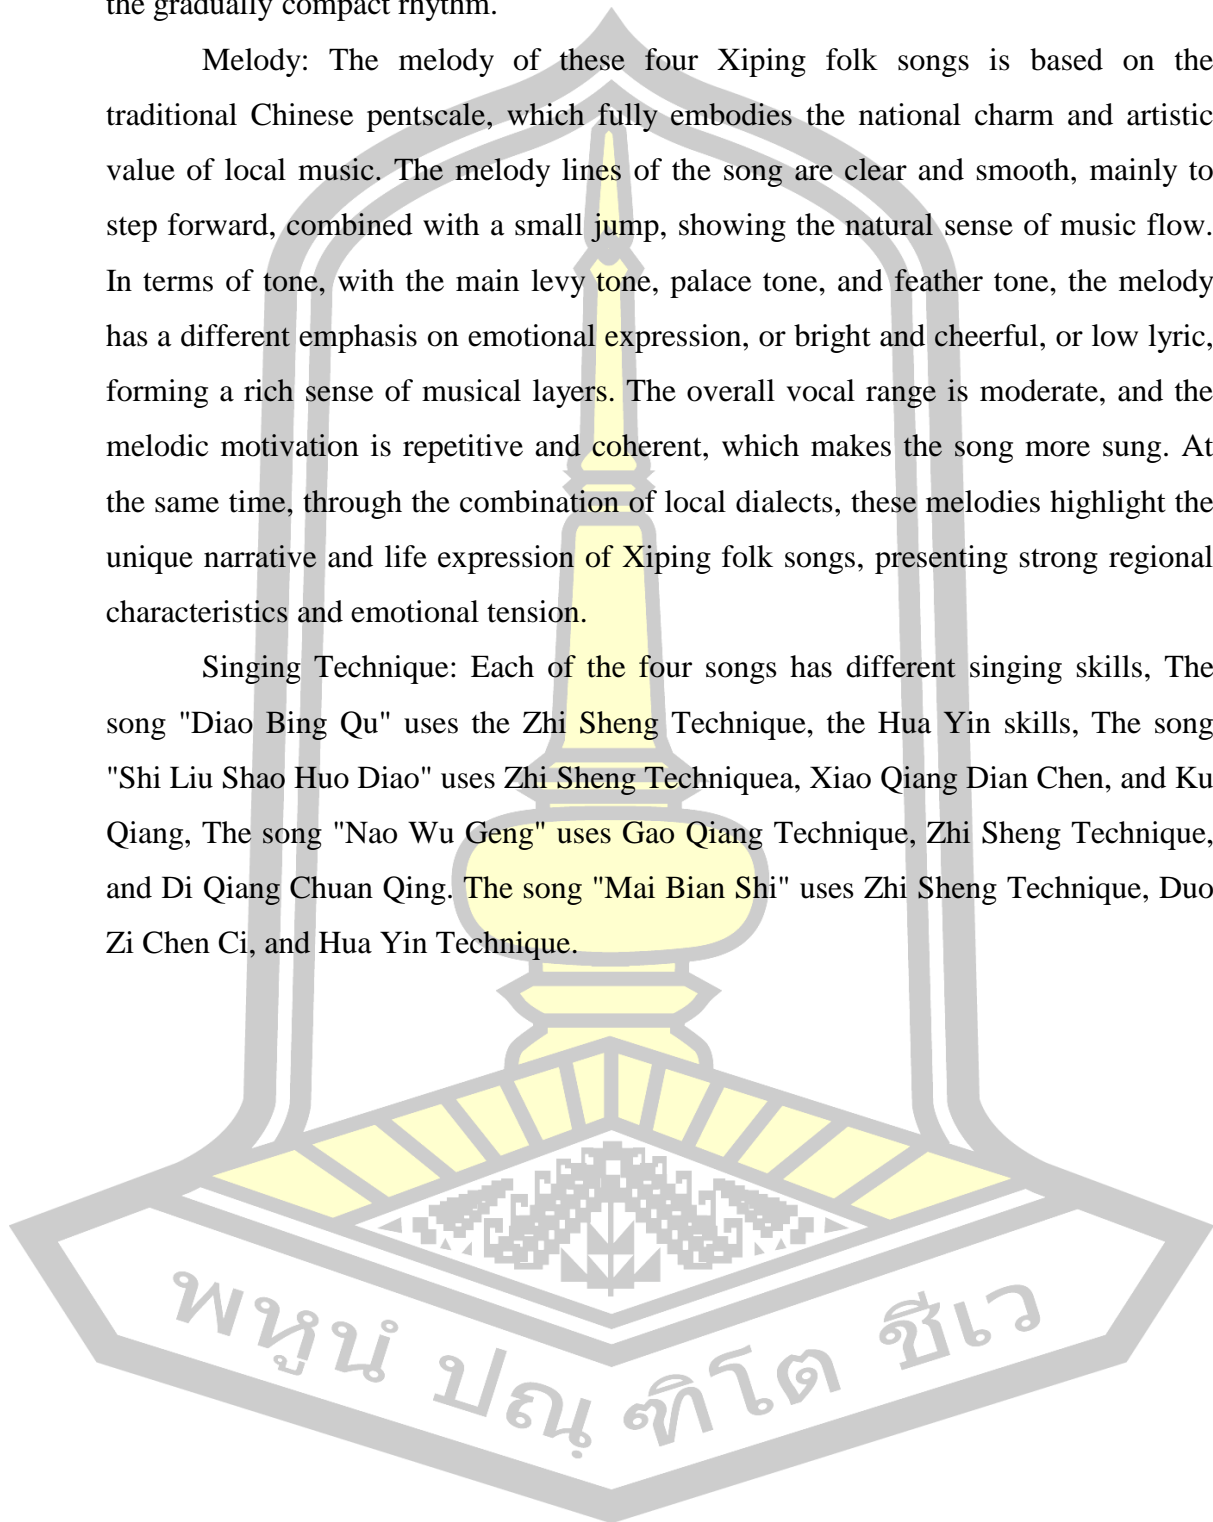 the gradually compact rhythm.
Melody: The melody of these four Xiping folk songs is based on the
traditional Chinese pentscale, which fully embodies the national charm and artistic
value of local music. The melody lines of the song are clear and smooth, mainly to
step forward, combined with a small jump, showing the natural sense of music flow.
In terms of tone, with the main levy tone, palace tone, and feather tone, the melody
has a different emphasis on emotional expression, or bright and cheerful, or low lyric,
forming a rich sense of musical layers. The overall vocal range is moderate, and the
melodic motivation is repetitive and coherent, which makes the song more sung. At
the same time, through the combination of local dialects, these melodies highlight the
unique narrative and life expression of Xiping folk songs, presenting strong regional
characteristics and emotional tension.
Singing Technique: Each of the four songs has different singing skills, The
song "Diao Bing Qu" uses the Zhi Sheng Technique, the Hua Yin skills, The song
"Shi Liu Shao Huo Diao" uses Zhi Sheng Techniquea, Xiao Qiang Dian Chen, and Ku
Qiang, The song "Nao Wu Geng" uses Gao Qiang Technique, Zhi Sheng Technique,
and Di Qiang Chuan Qing. The song "Mai Bian Shi" uses Zhi Sheng Technique, Duo
Zi Chen Ci, and Hua Yin Technique.
พหูนํ ปณฺฑิโต ชีเว